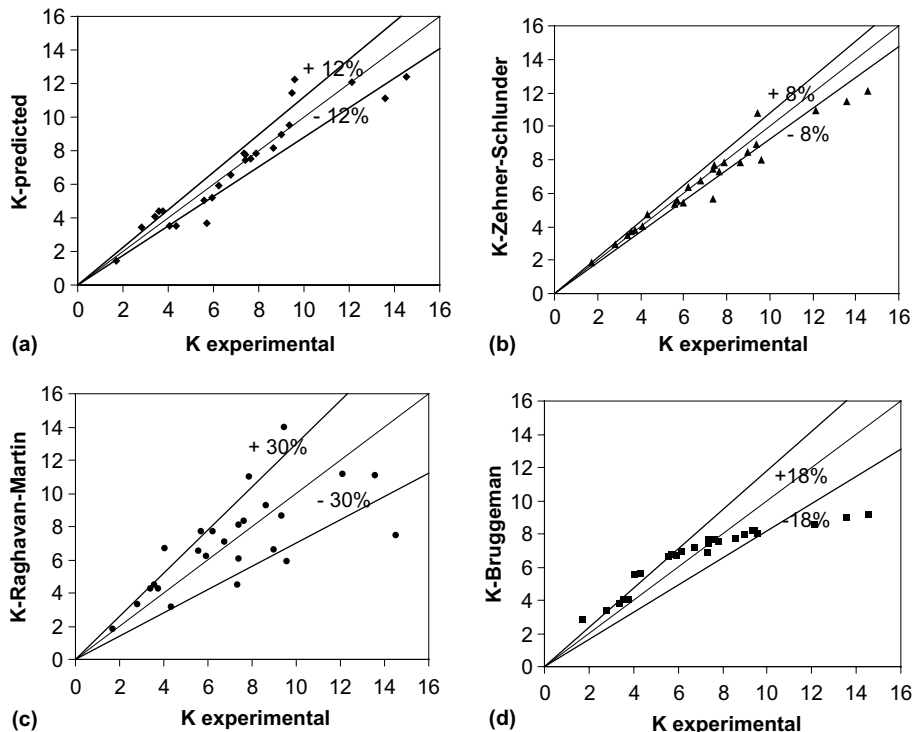 16
14
12
10
8
6
4
2
0
K-predicted
+ 12%
- 12%
0 2 4 6 8 10 12 14 16
(a)
K experimental
16
14
12
10
8
6
4
2
0
K-Zehner-Schlunder
+ 8%
- 8%
0 2 4 6 8 10 12 14 16
(b)
K experimental
16
14
12
10
8
6
4
2
0
K-Raghavan-Martin
+ 30%
- 30%
0 2 4 6 8 10 12 14 16
(c)
K experimental
16
14
12
10
8
6
4
2
0
K-Bruggeman
+18%
-18%
0 2 4 6 8 10 12 14 16
(d)
K experimental